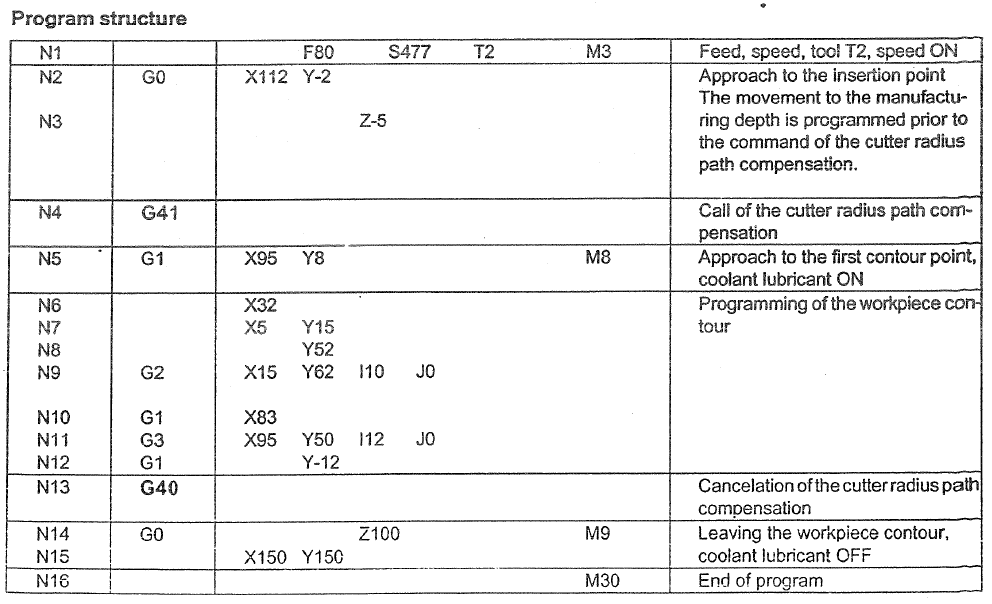 Program structure
N1 F80 S477 T2 M3 Feed, speed, tool T2, speed ON
N2 G0 X112 Y-2 Approach to the insertion point
The movement to the manufactu-
N3 Z-5 ring depth is programmed prior to
the command of the cutter radius
path compensation.
N4 G41 Call of the cutter radius path com-
pensation
N5 G1 X95 Y8 M8 Approach to the first contour point,
coolant lubricant ON
N6 X32 Programming of the workpiece con-
N7 X5 Y15 tour
N8 Y52
N9 G2 X15 Y62 I10 J0
N10 G1 X83
N11 G3 X95 Y50 I12 J0
N12 G1 Y-12
N13 G40 Cancelation of the cutter radius path
compensation
N14 G0 Z100 M9 Leaving the workpiece contour,
N15 X150 Y150 coolant lubricant OFF
N16 M30 End of program